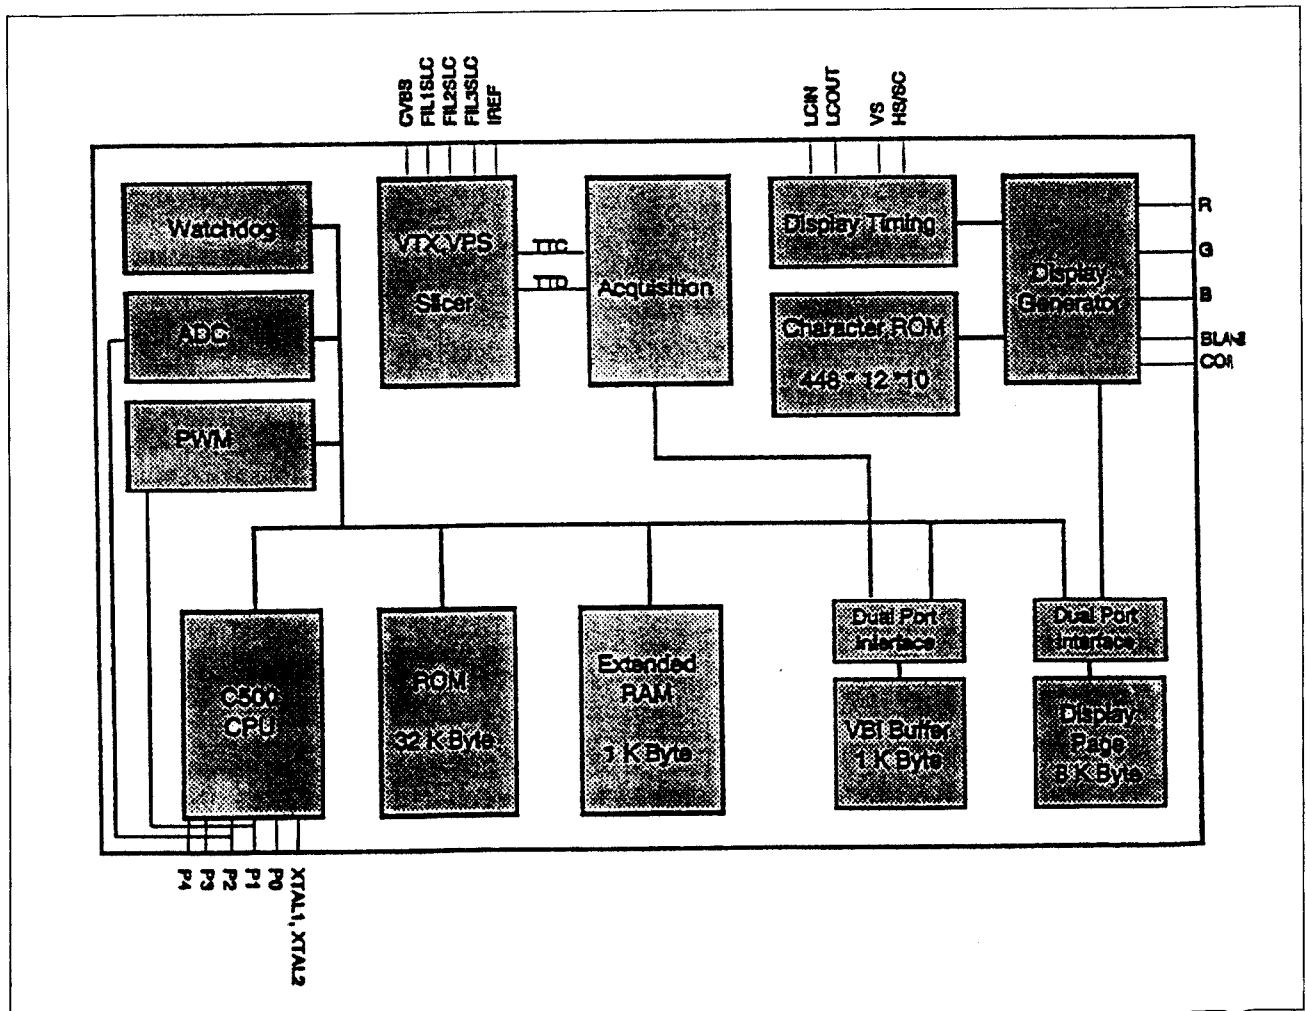 CVBS
FIL1SLC
FIL2SLC
FIL3SLC
IREF
LCIN
LCOUT
VS
HS/SC
Watchdog
VTX, VPS
Slicer
TTC
TTD
Acquisition
Display Timing
Display
Generator
R
G
B
ADC
Character ROM
448 * 12 *10
COR
PWM
C500
CPU
ROM
32 K Byte
Extended
RAM
1 K Byte
Dual Port
Interface
Dual Port
Interface
VBI Buffer
1 K Byte
Display
Page
8 K Byte
P4
P3
P2
P1
P0
XTAL1, XTAL2